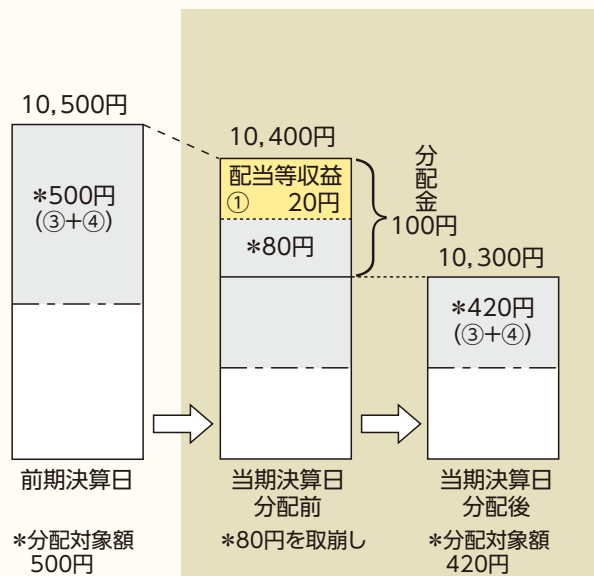 10,500円
*500円
(③+④)
前期決算日
*分配対象額
500円
10,400円
配当等収益
① 20円
*80円
分配金
100円
当期決算日
分配前
*80円を取崩し
10,300円
*420円
(③+④)
当期決算日
分配後
*分配対象額
420円